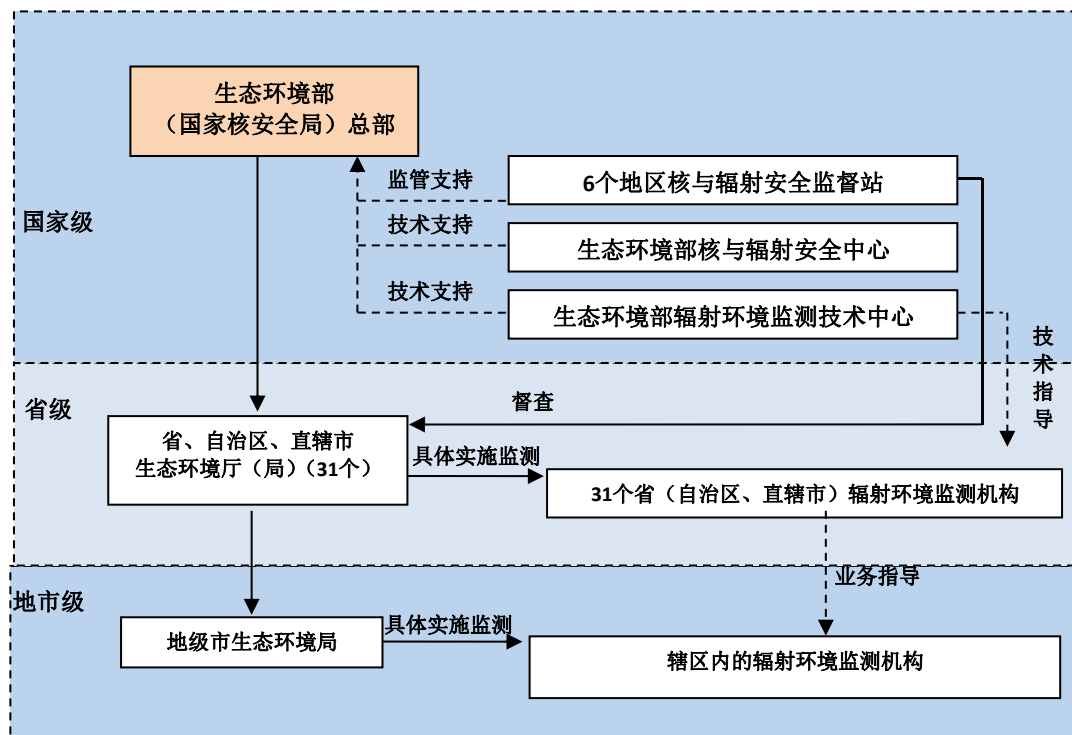 生态环境部
（国家核安全局）总部
监管支持
6个地区核与辐射安全监督站
国家级
技术支持
生态环境部核与辐射安全中心
技术支持
生态环境部辐射环境监测技术中心
技术指导
省级
督查
省、自治区、直辖市
生态环境厅（局）（31个）
具体实施监测
31个省（自治区、直辖市）辐射环境监测机构
业务指导
地市级
地级市生态环境局
具体实施监测
辖区内的辐射环境监测机构